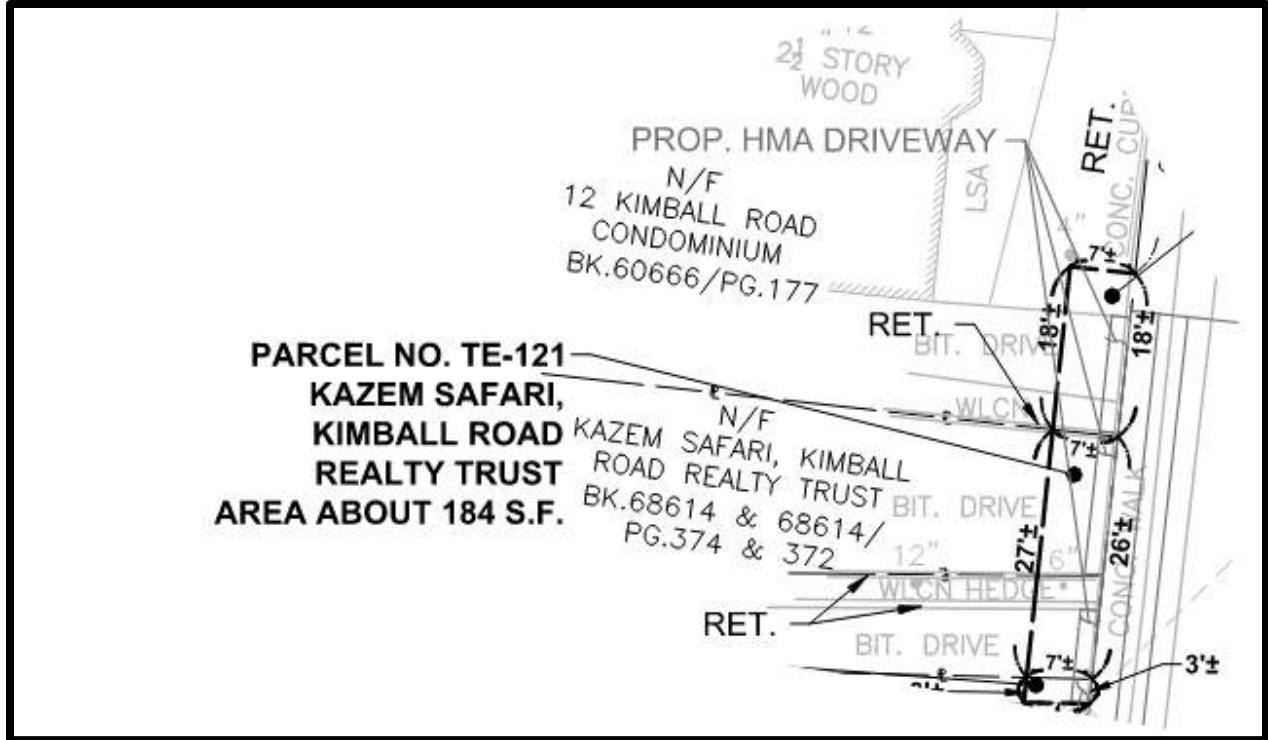 2½ STORY
WOOD
PROP. HMA DRIVEWAY
RET.
CONC.
LSA
N/F
12 KIMBALL ROAD
CONDOMINIUM
BK.60666/PG.177
4"
7'±
18'±
18'±
RET.
BIT. DRIVE
WLCN
PARCEL NO. TE-121
KAZEM SAFARI,
KIMBALL ROAD
REALTY TRUST
AREA ABOUT 184 S.F.
N/F
KAZEM SAFARI, KIMBALL
ROAD REALTY TRUST
BK.68614 & 68614/
PG.374 & 372
7'±
BIT. DRIVE
27'±
26'±
CONC. WALK
12"
6"
WLCN HEDGE
RET.
BIT. DRIVE
7'±
3'±